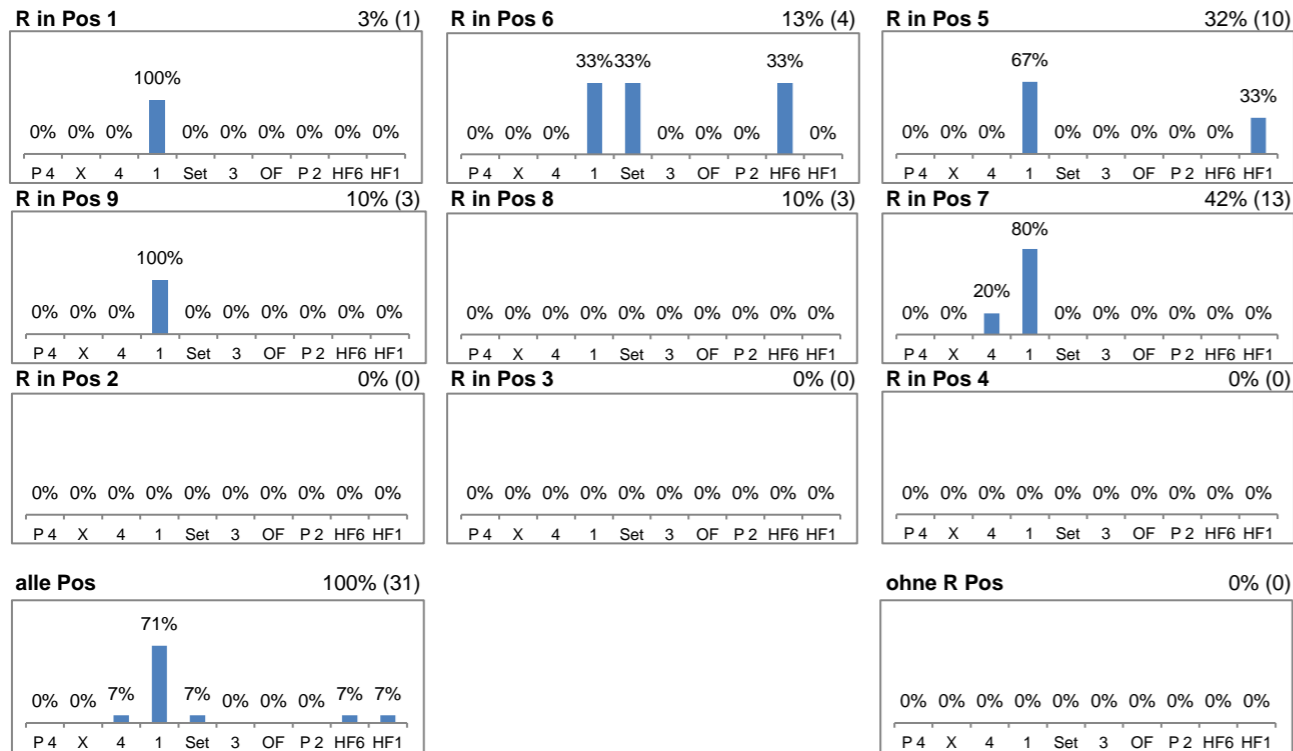 R in Pos 1 3% (1)
100%
0% 0% 0% 0% 0% 0% 0% 0% 0%
P 4 X 4 1 Set 3 OF P 2 HF6 HF1
R in Pos 6 13% (4)
33% 33% 33%
0% 0% 0% 0% 0% 0% 0%
P 4 X 4 1 Set 3 OF P 2 HF6 HF1
R in Pos 5 32% (10)
67%
33%
0% 0% 0% 0% 0% 0% 0% 0%
P 4 X 4 1 Set 3 OF P 2 HF6 HF1
R in Pos 9 10% (3)
100%
0% 0% 0% 0% 0% 0% 0% 0% 0%
P 4 X 4 1 Set 3 OF P 2 HF6 HF1
R in Pos 8 10% (3)
0% 0% 0% 0% 0% 0% 0% 0% 0% 0%
P 4 X 4 1 Set 3 OF P 2 HF6 HF1
R in Pos 7 42% (13)
80%
20%
0% 0% 0% 0% 0% 0% 0% 0%
P 4 X 4 1 Set 3 OF P 2 HF6 HF1
R in Pos 2 0% (0)
0% 0% 0% 0% 0% 0% 0% 0% 0% 0%
P 4 X 4 1 Set 3 OF P 2 HF6 HF1
R in Pos 3 0% (0)
0% 0% 0% 0% 0% 0% 0% 0% 0% 0%
P 4 X 4 1 Set 3 OF P 2 HF6 HF1
R in Pos 4 0% (0)
0% 0% 0% 0% 0% 0% 0% 0% 0% 0%
P 4 X 4 1 Set 3 OF P 2 HF6 HF1
alle Pos 100% (31)
71%
0% 0% 7% 7% 0% 0% 0% 7% 7%
P 4 X 4 1 Set 3 OF P 2 HF6 HF1
ohne R Pos 0% (0)
0% 0% 0% 0% 0% 0% 0% 0% 0% 0%
P 4 X 4 1 Set 3 OF P 2 HF6 HF1